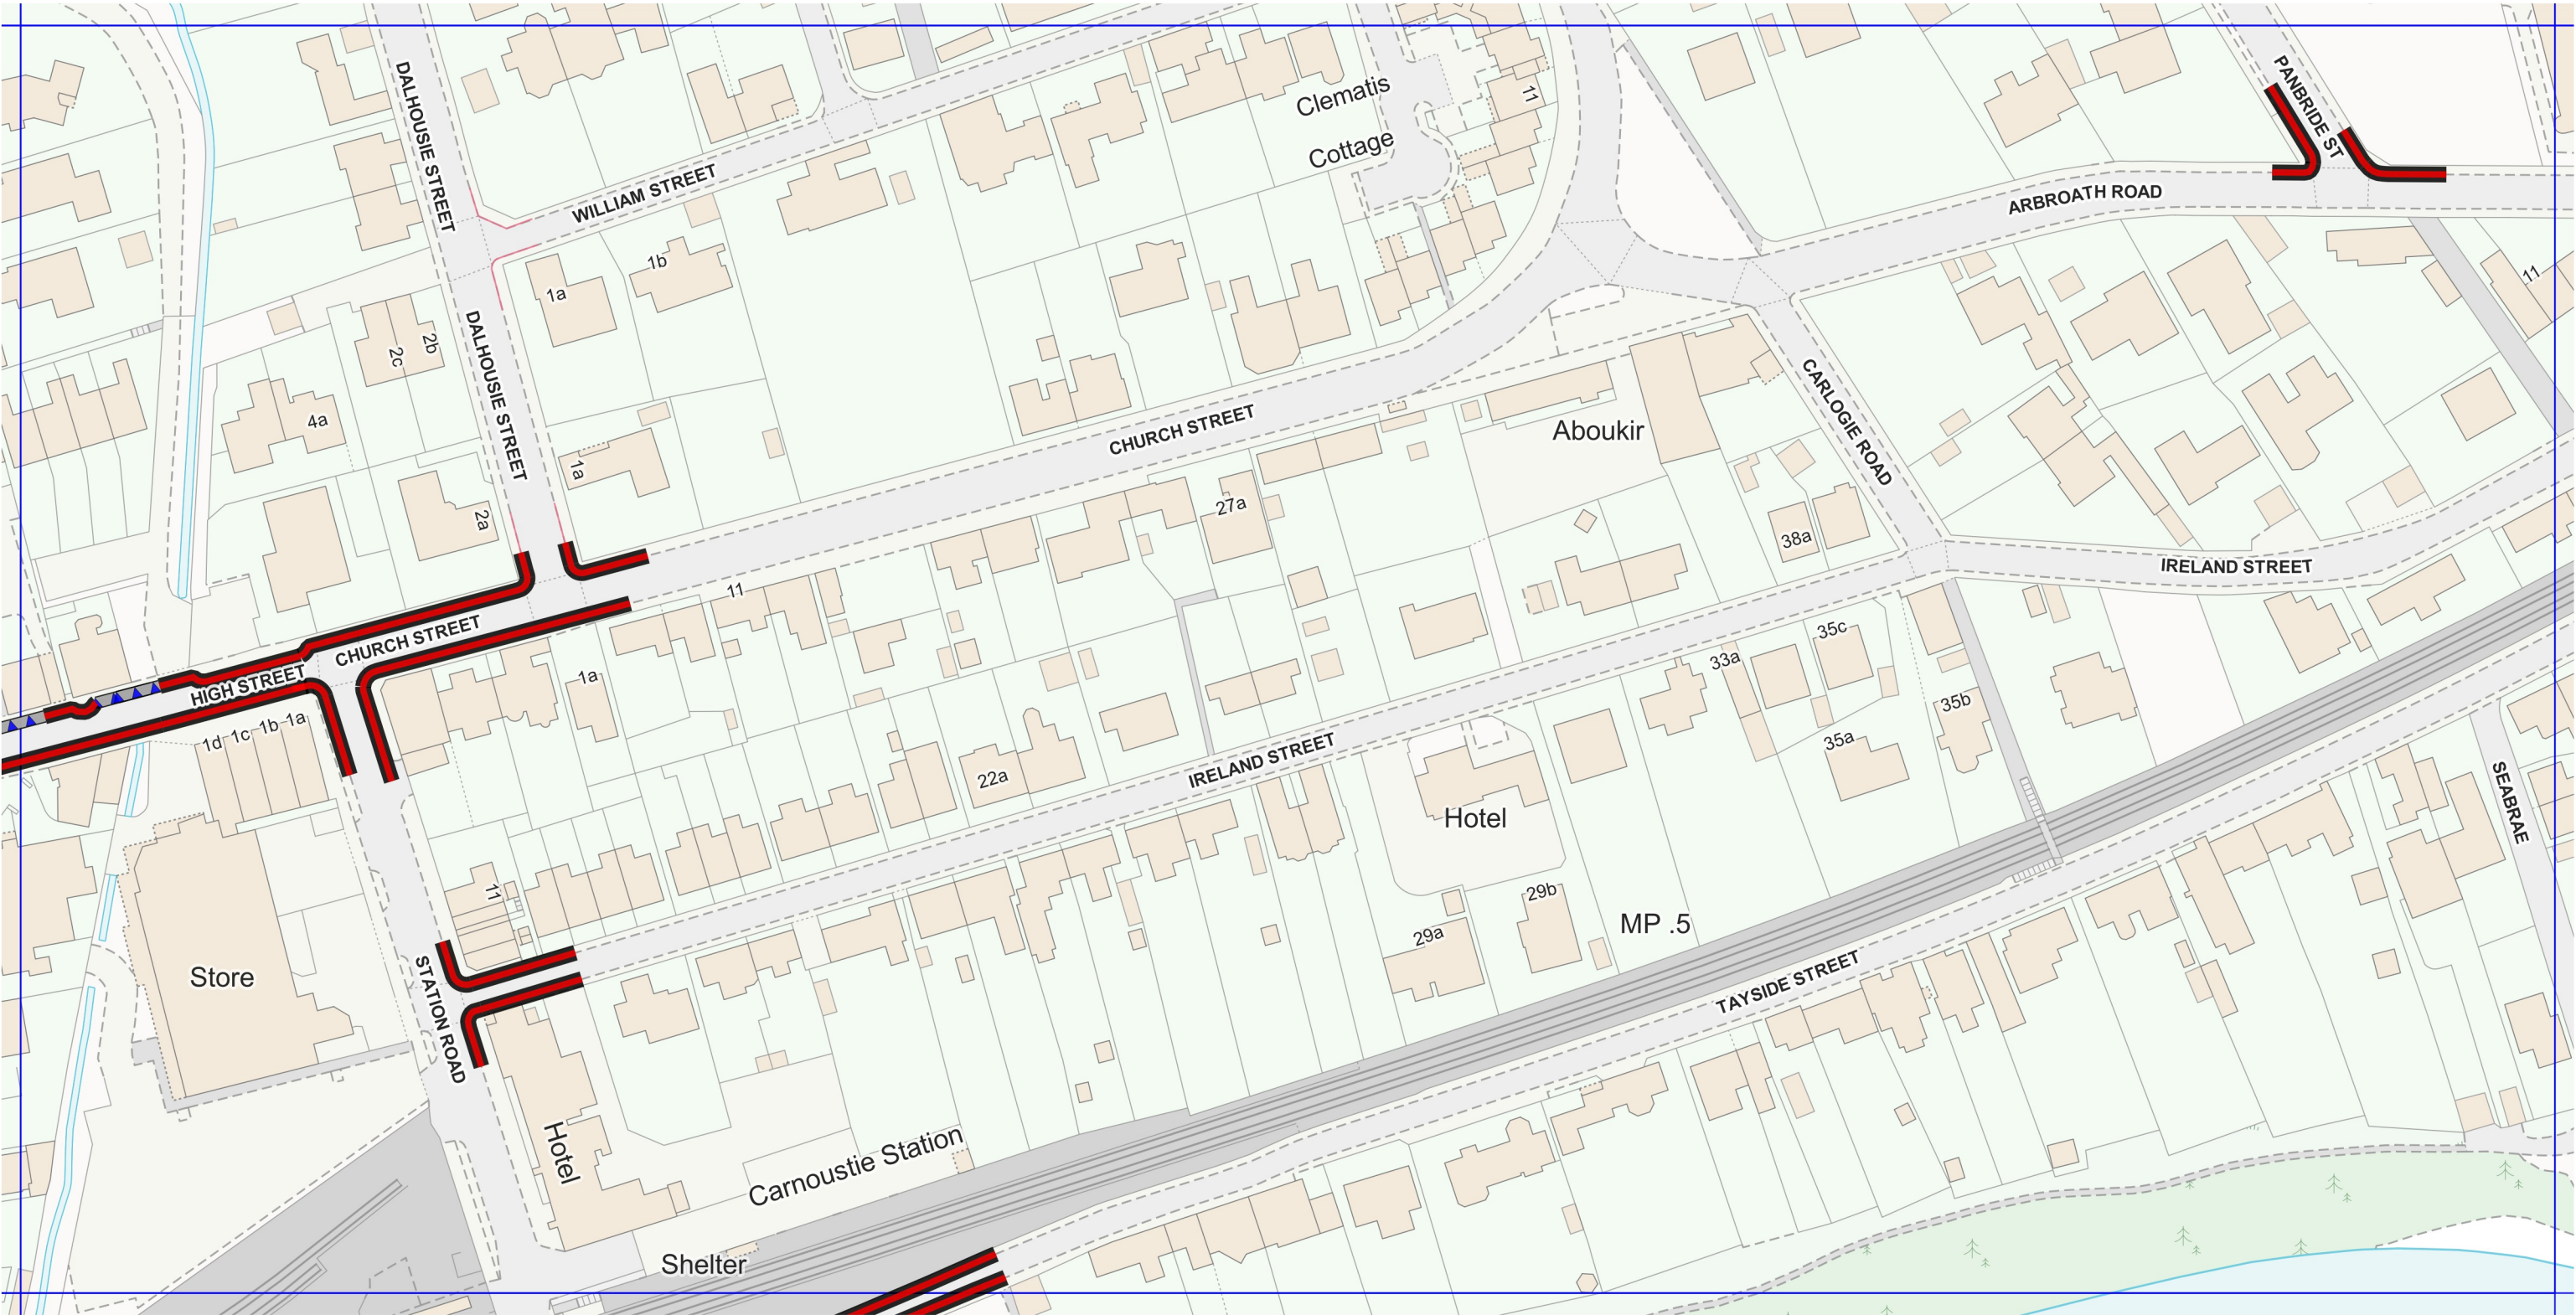 DALHOUSIE STREET
PANBRIDE ST
Clematis
Cottage
11
WILLIAM STREET
ARBROATH ROAD
1b
1a
11
2b
2c
DALHOUSIE STREET
4a
CARLOGIE ROAD
CHURCH STREET
Aboukir
1a
27a
2a
38a
IRELAND STREET
11
CHURCH STREET
35c
33a
1a
HIGH STREET
35b
1d
1c
1b
1a
35a
IRELAND STREET
22a
SEABRAE
Hotel
11
29b
MP .5
29a
Store
TAYSIDE STREET
STATION ROAD
Hotel
Carnoustie Station
Shelter